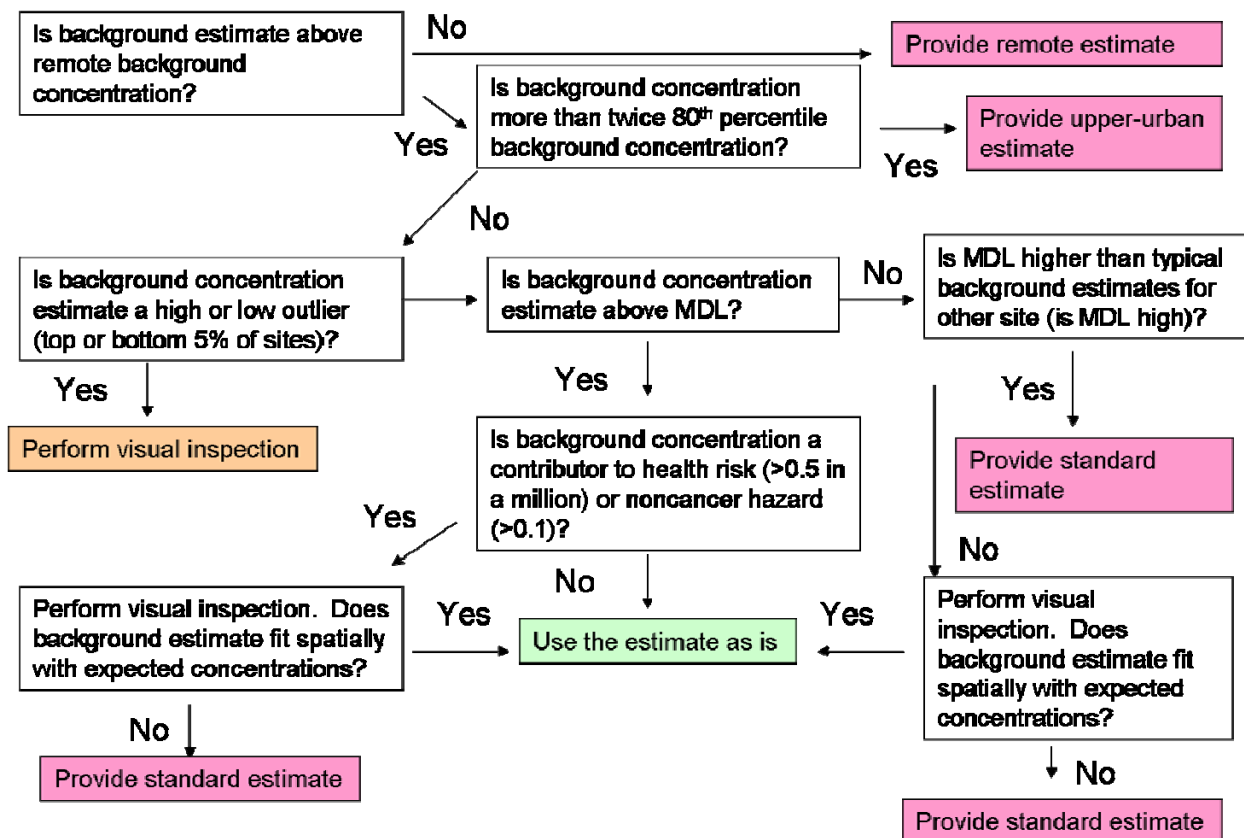 Is background estimate above
remote background
concentration?
No
Provide remote estimate
Yes
Is background concentration
more than twice 80th percentile
background concentration?
Yes
Provide upper-urban
estimate
No
Is background concentration
estimate a high or low outlier
(top or bottom 5% of sites)?
Is background concentration
estimate above MDL?
No
Is MDL higher than typical
background estimates for
other site (is MDL high)?
Yes
Perform visual inspection
Yes
Yes
Provide standard
estimate
Is background concentration a
contributor to health risk (>0.5 in
a million) or noncancer hazard
(>0.1)?
Yes
No
No
Perform visual inspection. Does
background estimate fit spatially
with expected concentrations?
Yes
Use the estimate as is
Yes
Perform visual
inspection. Does
background estimate fit
spatially with expected
concentrations?
No
Provide standard estimate
No
Provide standard estimate